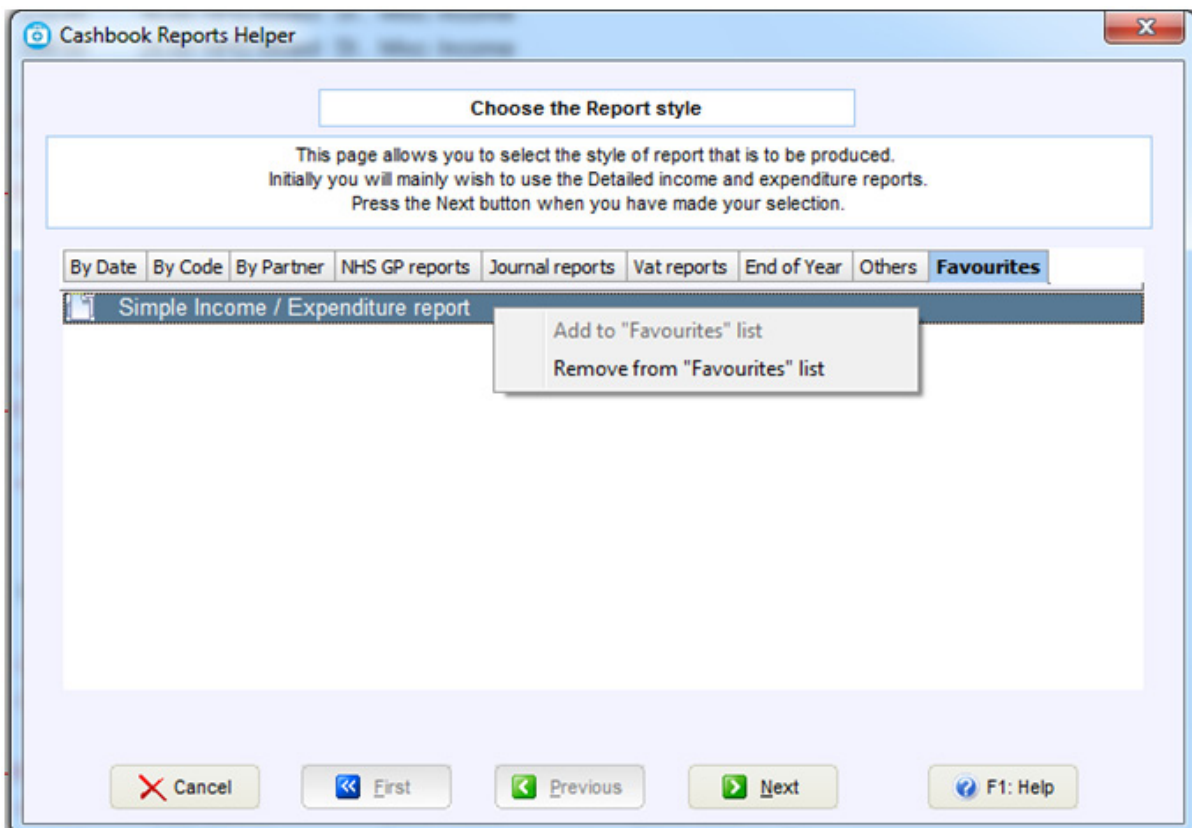 Cashbook Reports Helper
Choose the Report style
This page allows you to select the style of report that is to be produced.
Initially you will mainly wish to use the Detailed income and expenditure reports.
Press the Next button when you have made your selection.
By Date By Code By Partner NHS GP reports Journal reports Vat reports End of Year Others Favourites
Simple Income / Expenditure report
Add to "Favourites" list
Remove from "Favourites" list
Cancel First Previous Next F1: Help